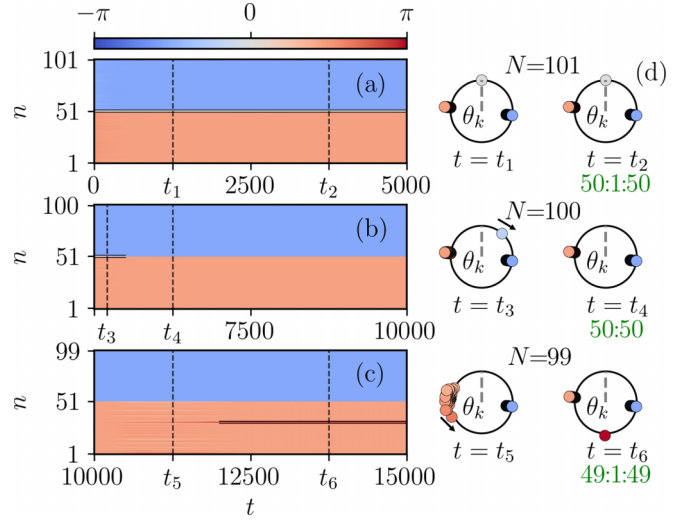 −π 0 π
101
51
1
n
(a)
0 t₁ 2500 t₂ 5000
N=101 (d)
θₖ θₖ
t = t₁ t = t₂
50:1:50
100
51
1
n
(b)
t₃ t₄ 7500 10000
N=100
θₖ θₖ
t = t₃ t = t₄
50:50
99
51
1
n
(c)
10000 t₅ 12500 t₆ 15000
t
N=99
θₖ θₖ
t = t₅ t = t₆
49:1:49